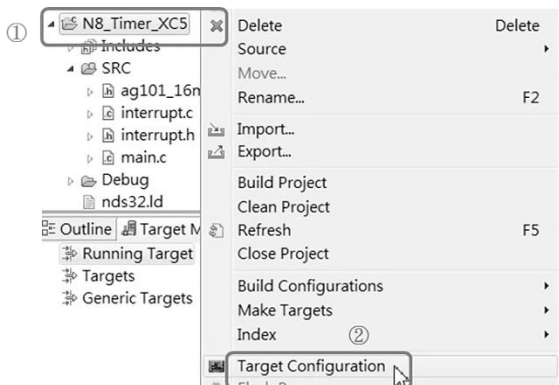 ①
N8_Timer_XC5
Includes
SRC
ag101_16m
interrupt.c
interrupt.h
main.c
Debug
nds32.ld
Outline
Target M
Running Target
Targets
Generic Targets
Delete Delete
Source
Move...
Rename... F2
Import...
Export...
Build Project
Clean Project
Refresh F5
Close Project
Build Configurations
Make Targets
Index
②
Target Configuration